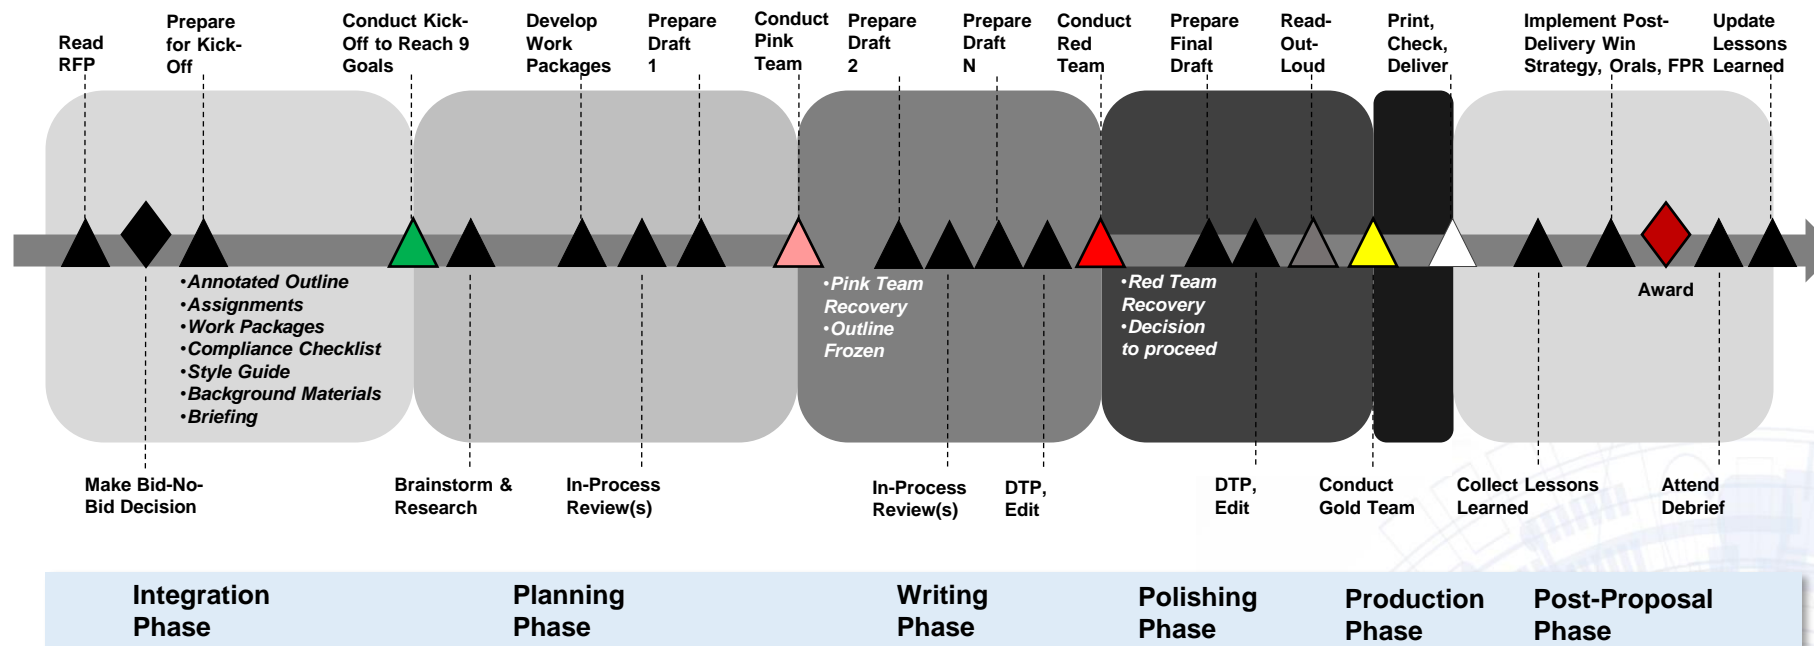 Read
RFP
Prepare
for Kick-
Off
Conduct Kick-
Off to Reach 9
Goals
Develop
Work
Packages
Prepare
Draft
1
Conduct
Pink
Team
Prepare
Draft
2
Prepare
Draft
N
Conduct
Red
Team
Prepare
Final
Draft
Read-
Out-
Loud
Print,
Check,
Deliver
Implement Post-
Delivery Win
Strategy, Orals, FPR
Update
Lessons
Learned
•Annotated Outline
•Assignments
•Work Packages
•Compliance Checklist
•Style Guide
•Background Materials
•Briefing
•Pink Team
Recovery
•Outline
Frozen
•Red Team
Recovery
•Decision
to proceed
Award
Make Bid-No-
Bid Decision
Brainstorm &
Research
In-Process
Review(s)
In-Process
Review(s)
DTP,
Edit
DTP,
Edit
Conduct
Gold Team
Collect Lessons
Learned
Attend
Debrief
Integration
Phase
Planning
Phase
Writing
Phase
Polishing
Phase
Production
Phase
Post-Proposal
Phase